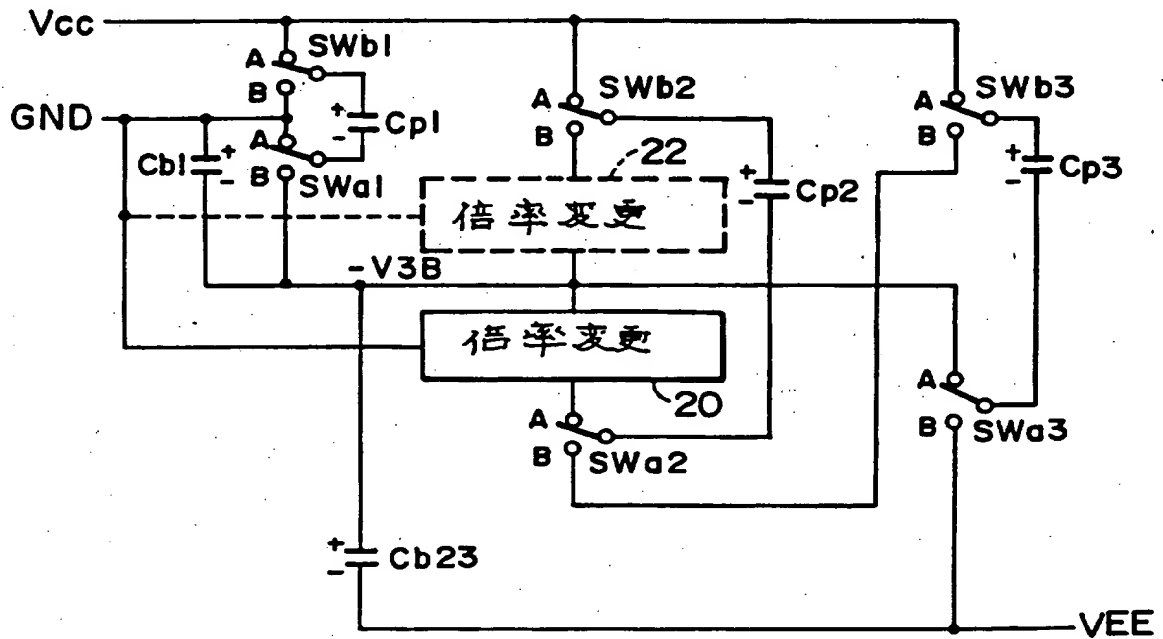 Vcc
SWb1
A
B
GND
Cp1
+
-
Cb1
+
-
A
B
SWa1
SWb2
A
B
22
倍率変更
Cp2
+
-
SWb3
A
B
Cp3
+
-
-V3B
倍率変更
20
A
B
SWa2
A
B
SWa3
+
-
Cb23
VEE